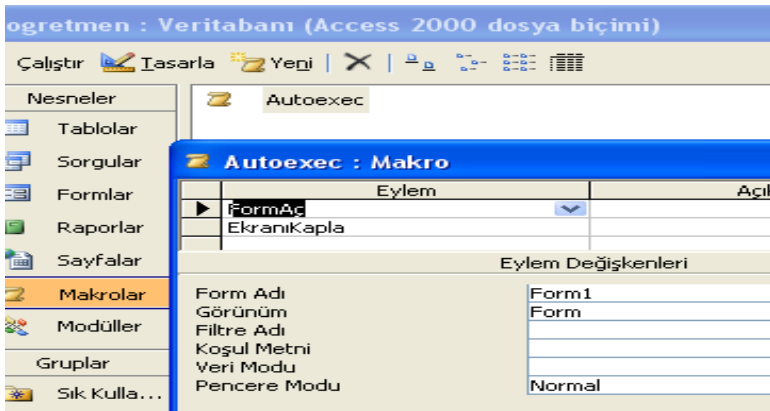 ogretmen : Veritabanı (Access 2000 dosya biçimi)
Çalıştır Tasarla Yeni
Nesneler
Autoexec
Tablolar
Sorgular
Autoexec : Makro
Formlar
Eylem
FormAç
Raporlar
EkranıKapla
Sayfalar
Eylem Değişkenleri
Makrolar
Form Adı Form1
Görünüm Form
Modüller
Filtre Adı
Koşul Metni
Gruplar
Veri Modu
Sık Kulla...
Pencere Modu Normal